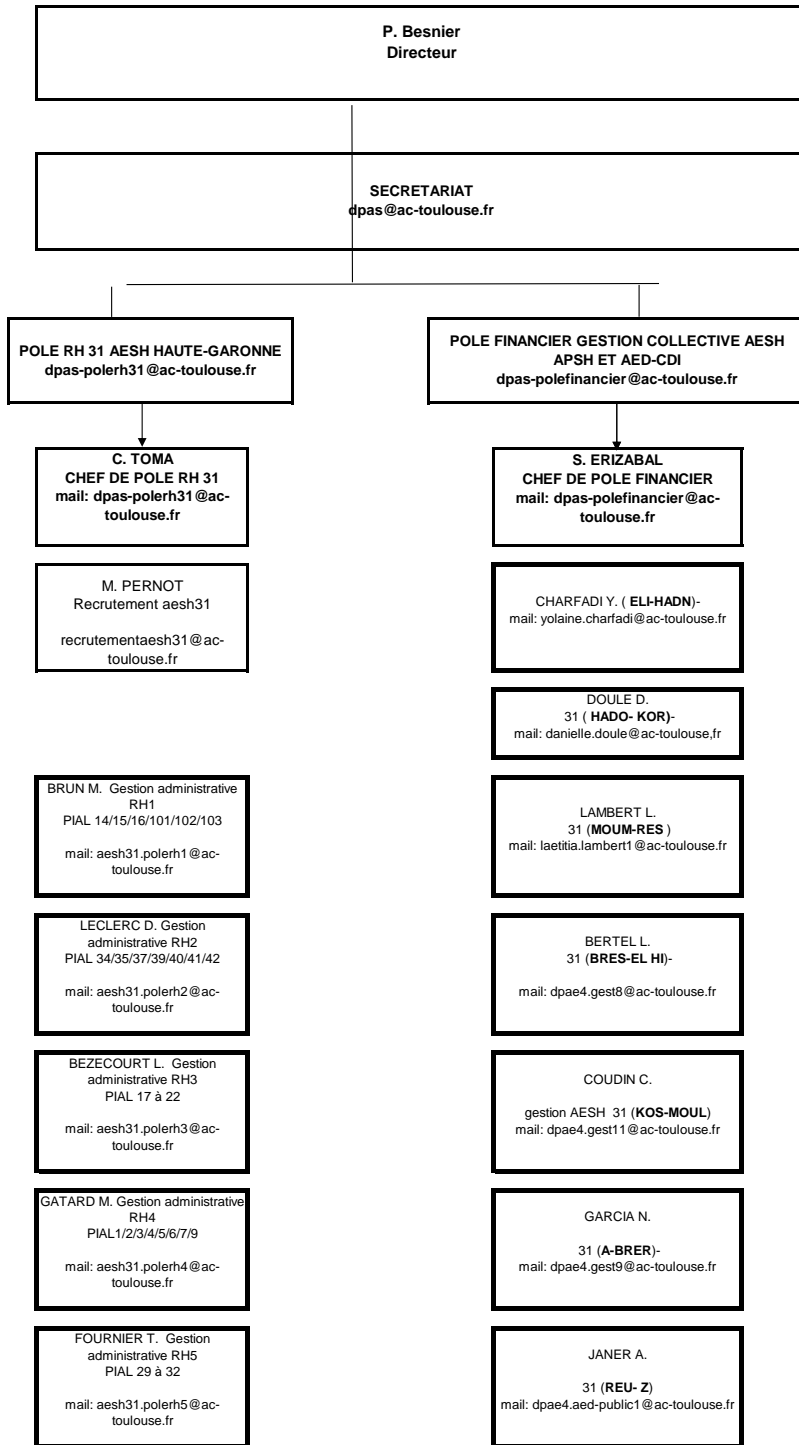 P. Besnier
Directeur
SECRETARIAT
dpas@ac-toulouse.fr
POLE RH 31 AESH HAUTE-GARONNE
dpas-polerh31@ac-toulouse.fr
POLE FINANCIER GESTION COLLECTIVE AESH
APSH ET AED-CDI
dpas-polefinancier@ac-toulouse.fr
C. TOMA
CHEF DE POLE RH 31
mail: dpas-polerh31@ac-
toulouse.fr
S. ERIZABAL
CHEF DE POLE FINANCIER
mail: dpas-polefinancier@ac-
toulouse.fr
M. PERNOT
Recrutement aesh31
recrutementaesh31@ac-
toulouse.fr
CHARFADI Y. ( ELI-HADN)-
mail: yolaine.charfadi@ac-toulouse.fr
DOULE D.
31 ( HADO- KOR)-
mail: danielle.doule@ac-toulouse,fr
BRUN M.  Gestion administrative
RH1
PIAL 14/15/16/101/102/103
mail: aesh31.polerh1@ac-
toulouse.fr
LAMBERT L.
31 (MOUM-RES )
mail: laetitia.lambert1@ac-toulouse.fr
LECLERC D. Gestion
administrative RH2
PIAL 34/35/37/39/40/41/42
mail: aesh31.polerh2@ac-
toulouse.fr
BERTEL L.
31 (BRES-EL HI)-
mail: dpae4.gest8@ac-toulouse.fr
BEZECOURT L.  Gestion
administrative RH3
PIAL 17 à 22
mail: aesh31.polerh3@ac-
toulouse.fr
COUDIN C.
gestion AESH  31 (KOS-MOUL)
mail: dpae4.gest11@ac-toulouse.fr
GATARD M. Gestion administrative
RH4
PIAL1/2/3/4/5/6/7/9
mail: aesh31.polerh4@ac-
toulouse.fr
GARCIA N.
31 (A-BRER)-
mail: dpae4.gest9@ac-toulouse.fr
FOURNIER T.  Gestion
administrative RH5
PIAL 29 à 32
mail: aesh31.polerh5@ac-
toulouse.fr
JANER A.
31 (REU- Z)
mail: dpae4.aed-public1@ac-toulouse.fr